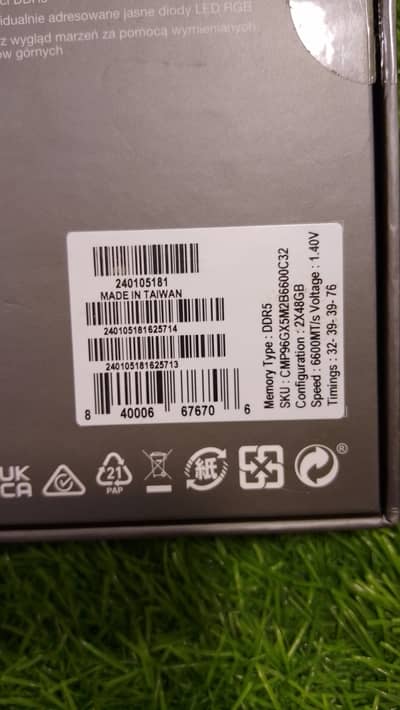 idualnie adresowane jasne diody LED RGB
z wygląd marzeń za pomocą wymienianych
ów górnych
240105181
MADE IN TAIWAN
240105181625714
240105181625713
8 40006 67670 6
Memory Type : DDR5
SKU : CMP96GX5M2B6600C32
Configuration : 2X48GB
Speed : 6600MT/s Voltage : 1.40V
Timings : 32- 39- 39- 76
UK
CA
21
PAP
紙
®